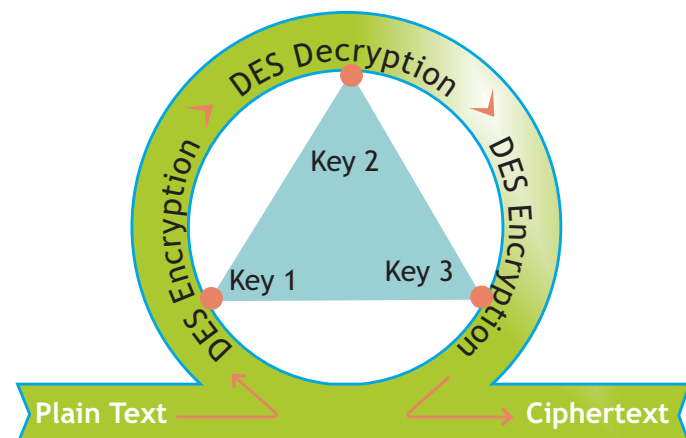 DES Decryption
DES Encryption
DES Encryption
Key 2
Key 1
Key 3
Plain Text
Ciphertext